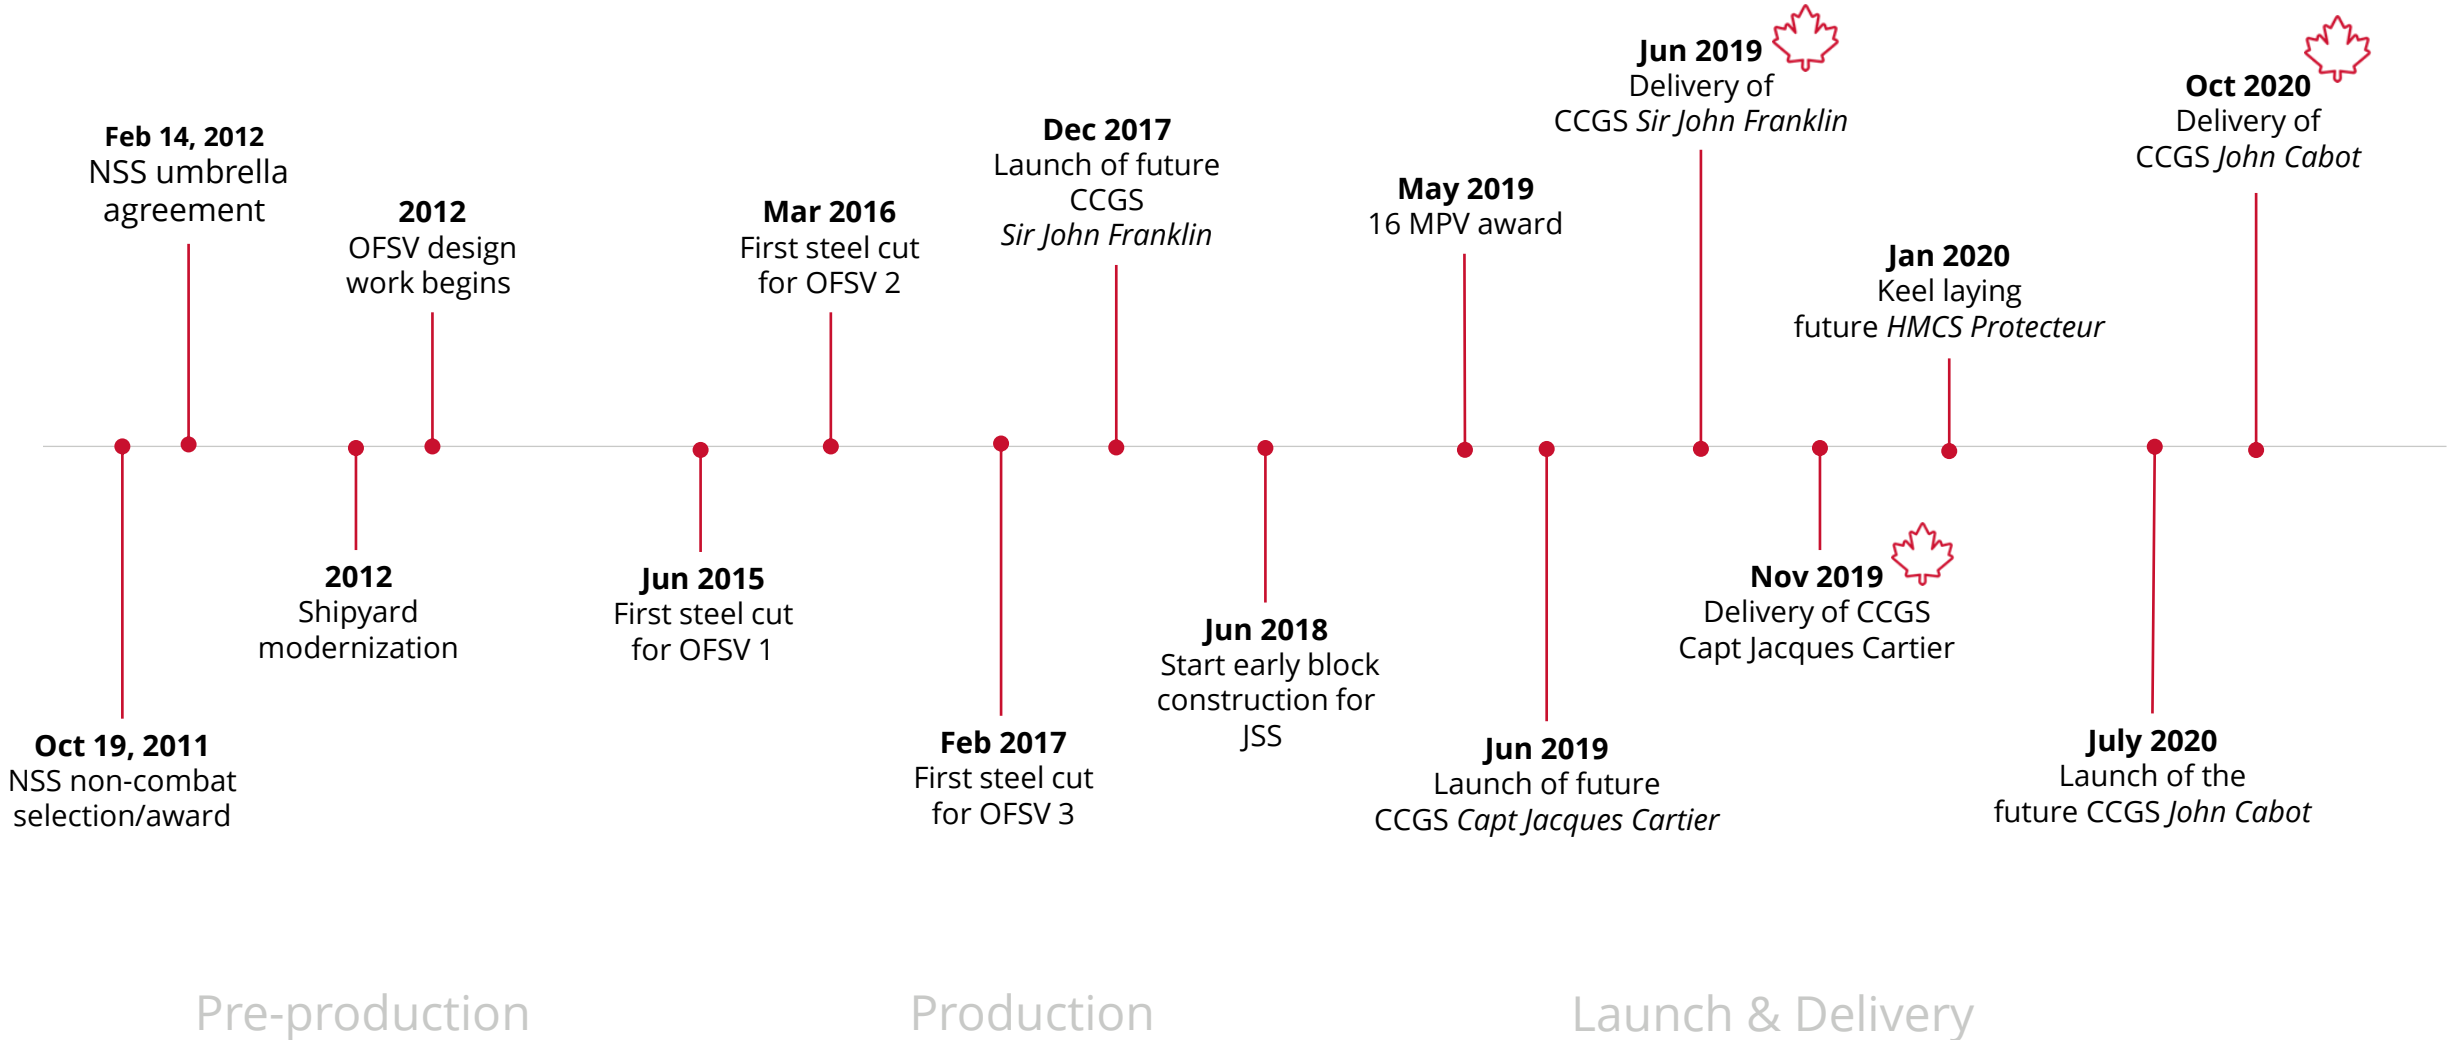 Oct 19, 2011
NSS non-combat
selection/award
Feb 14, 2012
NSS umbrella
agreement
2012
Shipyard
modernization
2012
OFSV design
work begins
Jun 2015
First steel cut
for OFSV 1
Mar 2016
First steel cut
for OFSV 2
Feb 2017
First steel cut
for OFSV 3
Dec 2017
Launch of future
CCGS
Sir John Franklin
Jun 2018
Start early block
construction for
JSS
May 2019
16 MPV award
Jun 2019
Launch of future
CCGS Capt Jacques Cartier
Jun 2019
Delivery of
CCGS Sir John Franklin
Nov 2019
Delivery of CCGS
Capt Jacques Cartier
Jan 2020
Keel laying
future HMCS Protecteur
July 2020
Launch of the
future CCGS John Cabot
Oct 2020
Delivery of
CCGS John Cabot
Pre-production
Production
Launch & Delivery